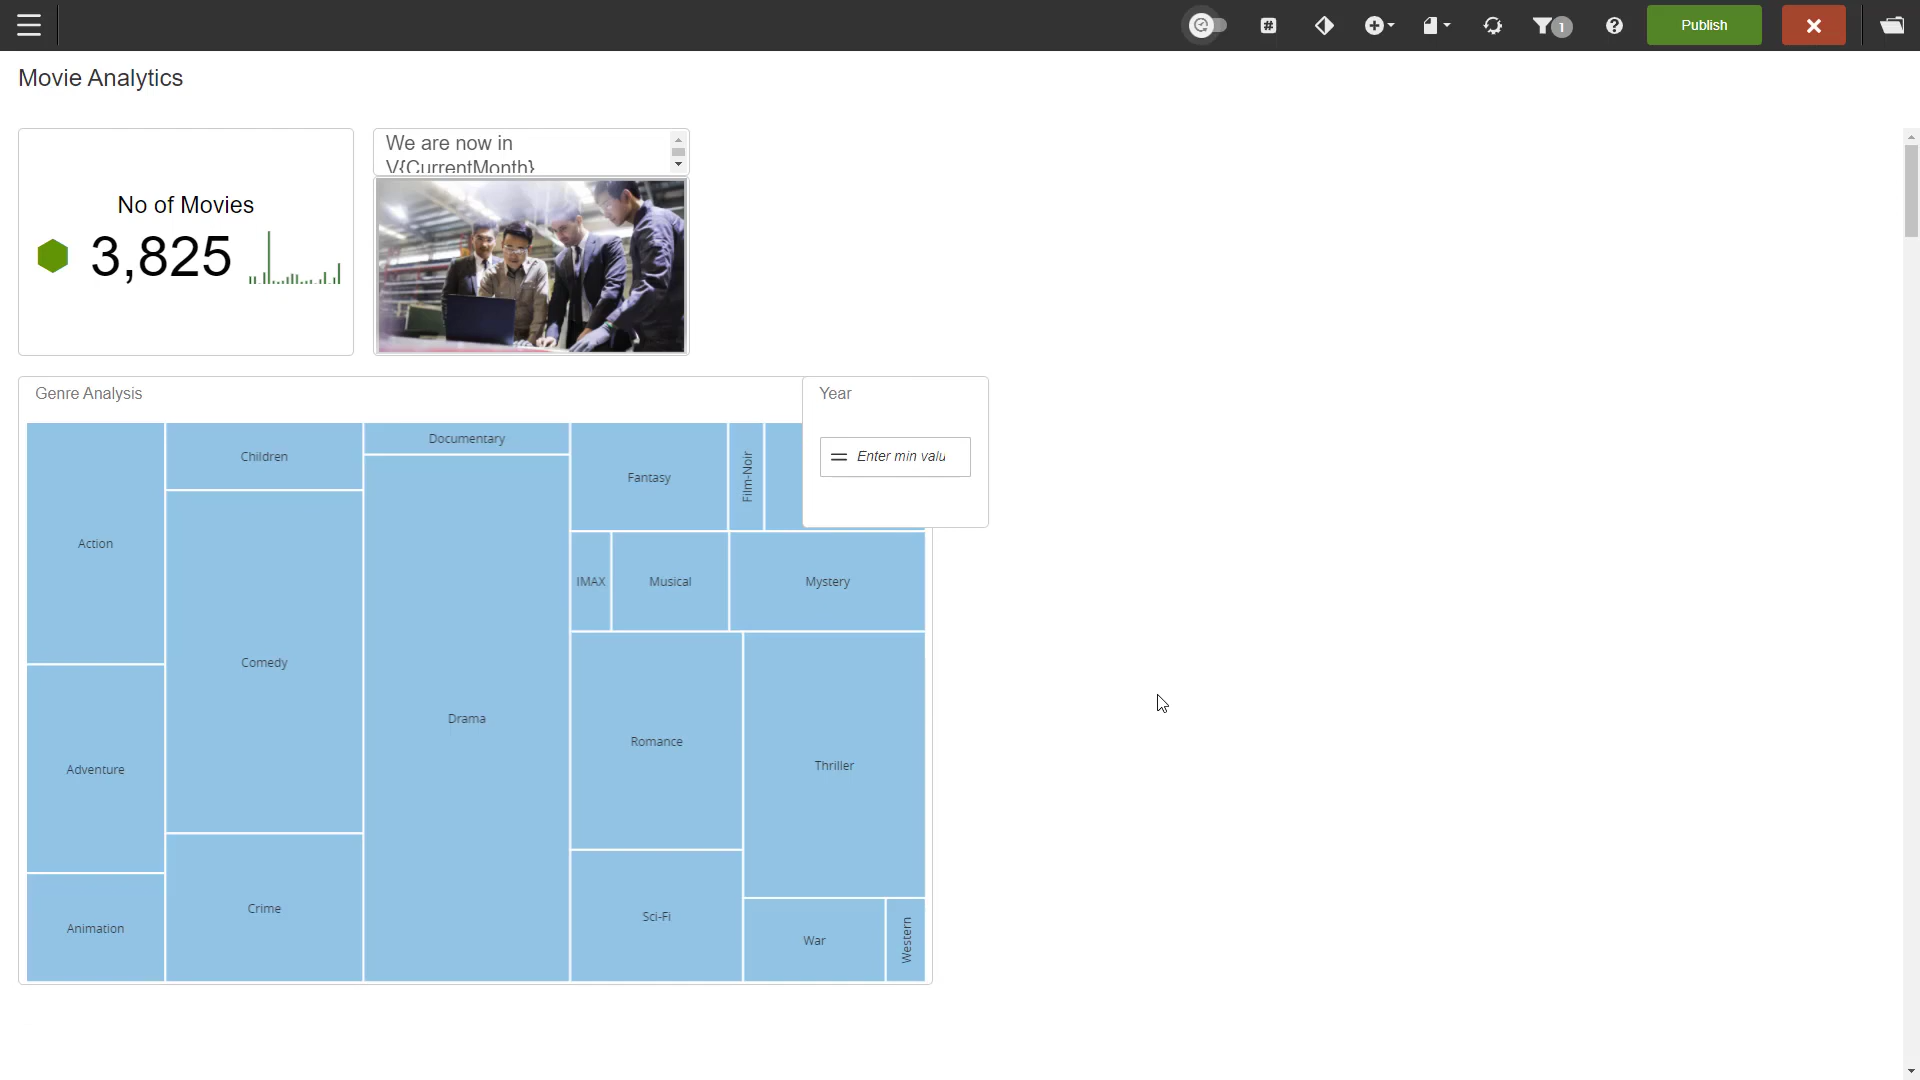 1
Publish
Movie Analytics
No of Movies
3,825
We are now in
V{CurrentMonth}
Genre Analysis
Year
Enter min valu
Documentary
Children
Fantasy
Film-Noir
Action
IMAX
Musical
Mystery
Comedy
Drama
Romance
Thriller
Adventure
Crime
Sci-Fi
Animation
War
Western